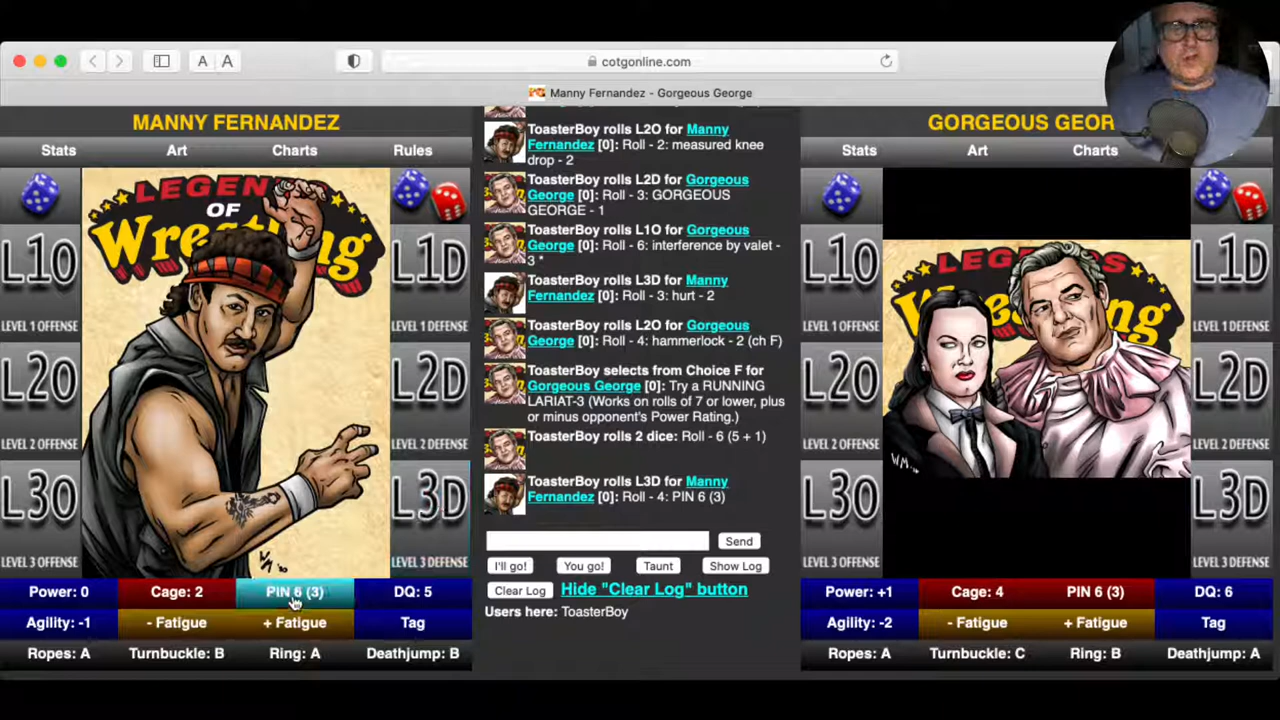 A A
cotgonline.com
Manny Fernandez - Gorgeous George
MANNY FERNANDEZ
Stats Art Charts Rules
LEGENDS
OF
Wrestling
L1O
LEVEL 1 OFFENSE
L2O
LEVEL 2 OFFENSE
L3O
LEVEL 3 OFFENSE
L1D
LEVEL 1 DEFENSE
L2D
LEVEL 2 DEFENSE
L3D
LEVEL 3 DEFENSE
Power: 0 Cage: 2 PIN 6 (3) DQ: 5
Agility: -1 - Fatigue + Fatigue Tag
Ropes: A Turnbuckle: B Ring: A Deathjump: B
ToasterBoy rolls L2O for Manny
Fernandez [0]: Roll - 2: measured knee
drop - 2
ToasterBoy rolls L2D for Gorgeous
George [0]: Roll - 3: GORGEOUS
GEORGE - 1
ToasterBoy rolls L1O for Gorgeous
George [0]: Roll - 6: interference by valet -
3 *
ToasterBoy rolls L3D for Manny
Fernandez [0]: Roll - 3: hurt - 2
ToasterBoy rolls L2O for Gorgeous
George [0]: Roll - 4: hammerlock - 2 (ch F)
ToasterBoy selects from Choice F for
Gorgeous George [0]: Try a RUNNING
LARIAT-3 (Works on rolls of 7 or lower, plus
or minus opponent's Power Rating.)
ToasterBoy rolls 2 dice: Roll - 6 (5 + 1)
ToasterBoy rolls L3D for Manny
Fernandez [0]: Roll - 4: PIN 6 (3)
Send
I'll go! You go! Taunt Show Log
Clear Log Hide "Clear Log" button
Users here: ToasterBoy
GORGEOUS GEOR
Stats Art Charts
LEGENDS
L1O
LEVEL 1 OFFENSE
L2O
LEVEL 2 OFFENSE
L3O
LEVEL 3 OFFENSE
L1D
LEVEL 1 DEFENSE
L2D
LEVEL 2 DEFENSE
L3D
LEVEL 3 DEFENSE
Power: +1 Cage: 4 PIN 6 (3) DQ: 6
Agility: -2 - Fatigue + Fatigue Tag
Ropes: A Turnbuckle: C Ring: B Deathjump: A